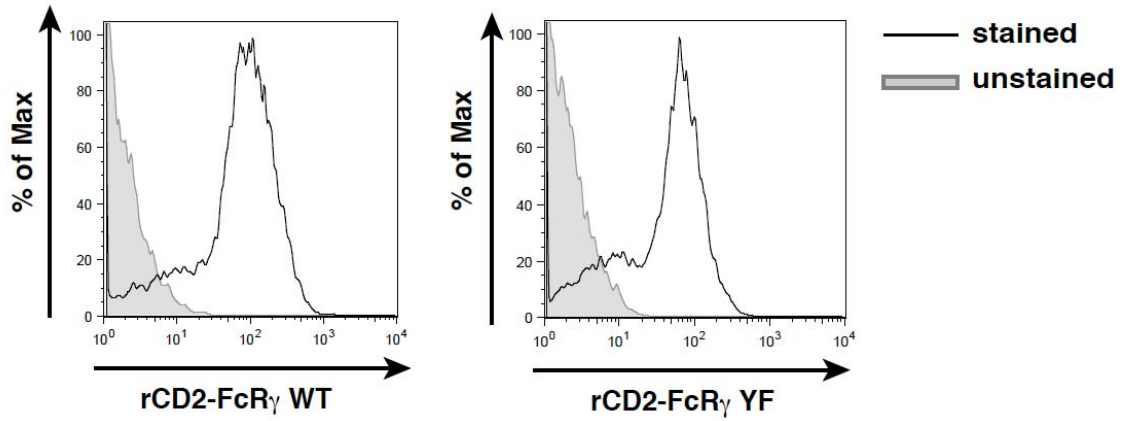 % of Max
100
80
60
40
20
0
10⁰ 10¹ 10² 10³ 10⁴
rCD2-FcRγ WT
% of Max
100
80
60
40
20
0
10⁰ 10¹ 10² 10³ 10⁴
rCD2-FcRγ YF
stained
unstained